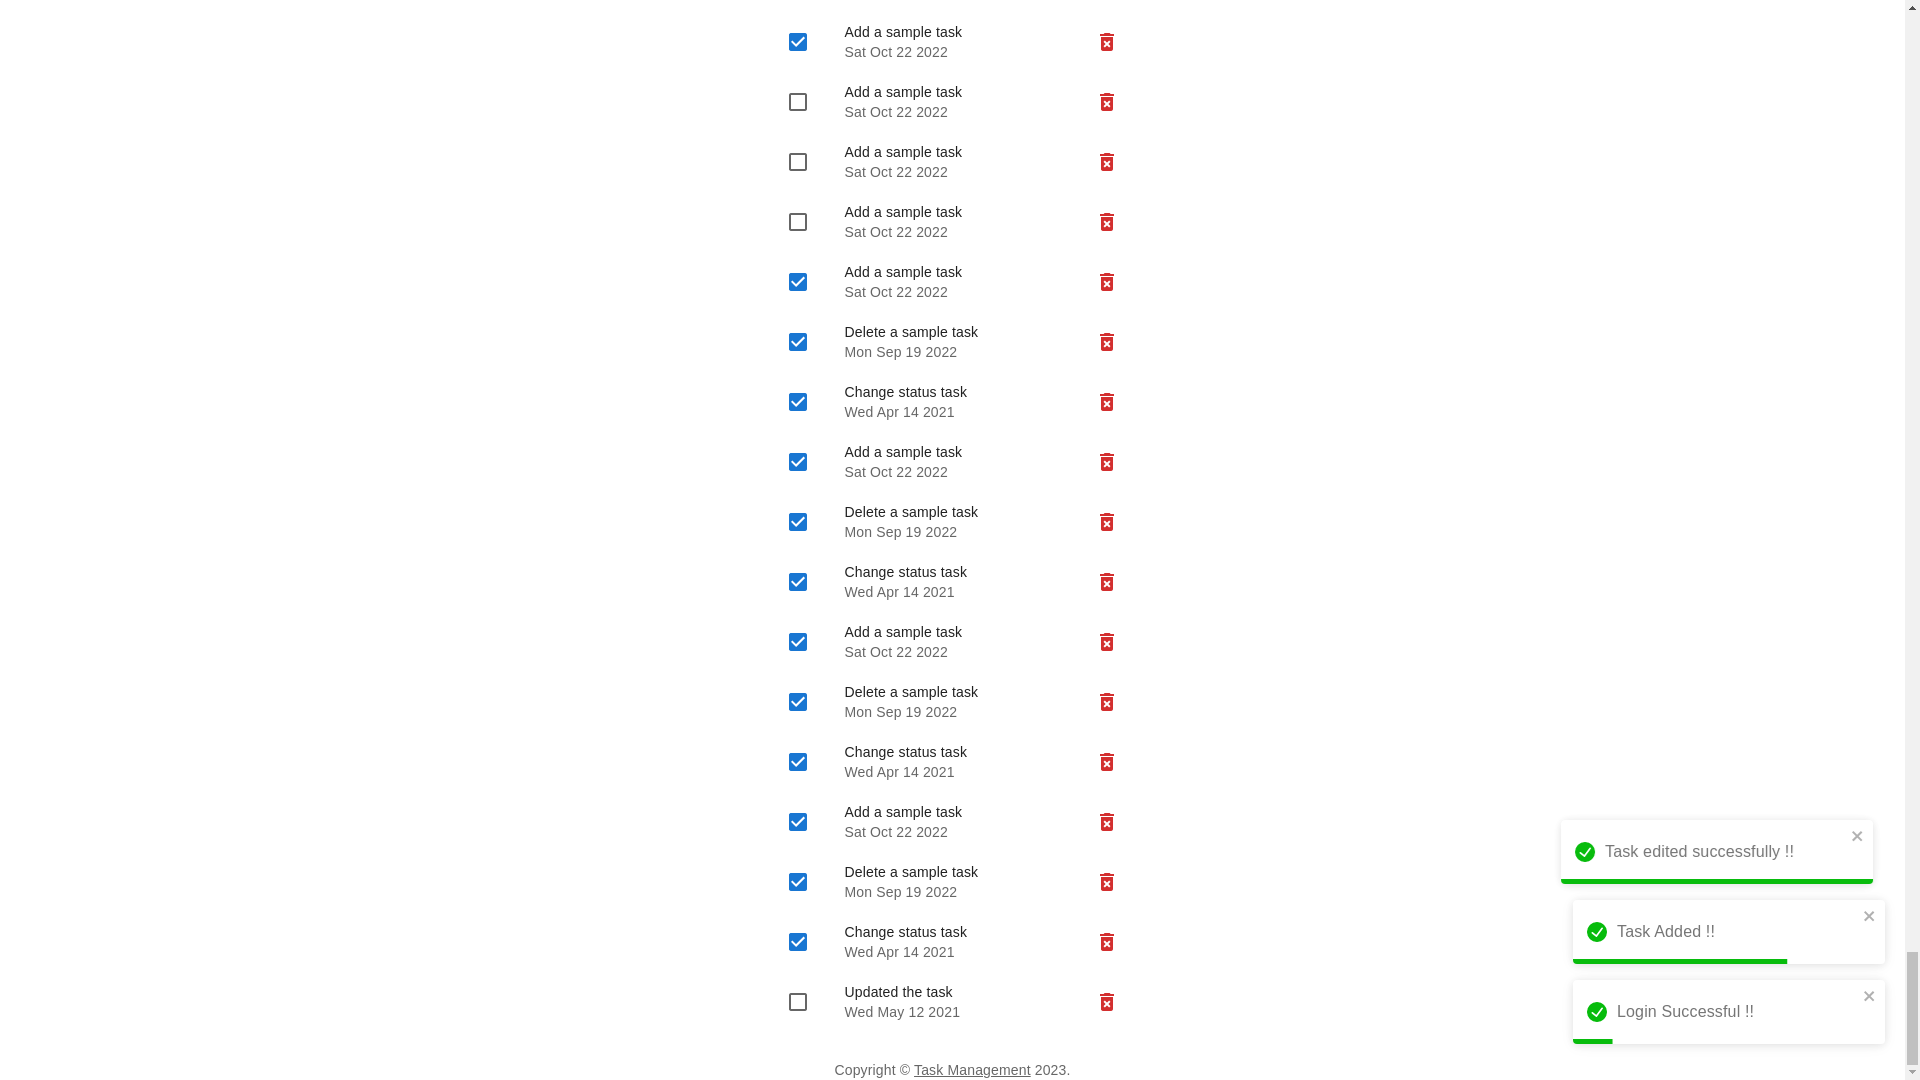 Add a sample task
Sat Oct 22 2022
Add a sample task
Sat Oct 22 2022
Add a sample task
Sat Oct 22 2022
Add a sample task
Sat Oct 22 2022
Add a sample task
Sat Oct 22 2022
Delete a sample task
Mon Sep 19 2022
Change status task
Wed Apr 14 2021
Add a sample task
Sat Oct 22 2022
Delete a sample task
Mon Sep 19 2022
Change status task
Wed Apr 14 2021
Add a sample task
Sat Oct 22 2022
Delete a sample task
Mon Sep 19 2022
Change status task
Wed Apr 14 2021
Add a sample task
Sat Oct 22 2022
Delete a sample task
Mon Sep 19 2022
Change status task
Wed Apr 14 2021
Updated the task
Wed May 12 2021
Copyright © Task Management 2023.
Task edited successfully !!
Task Added !!
Login Successful !!